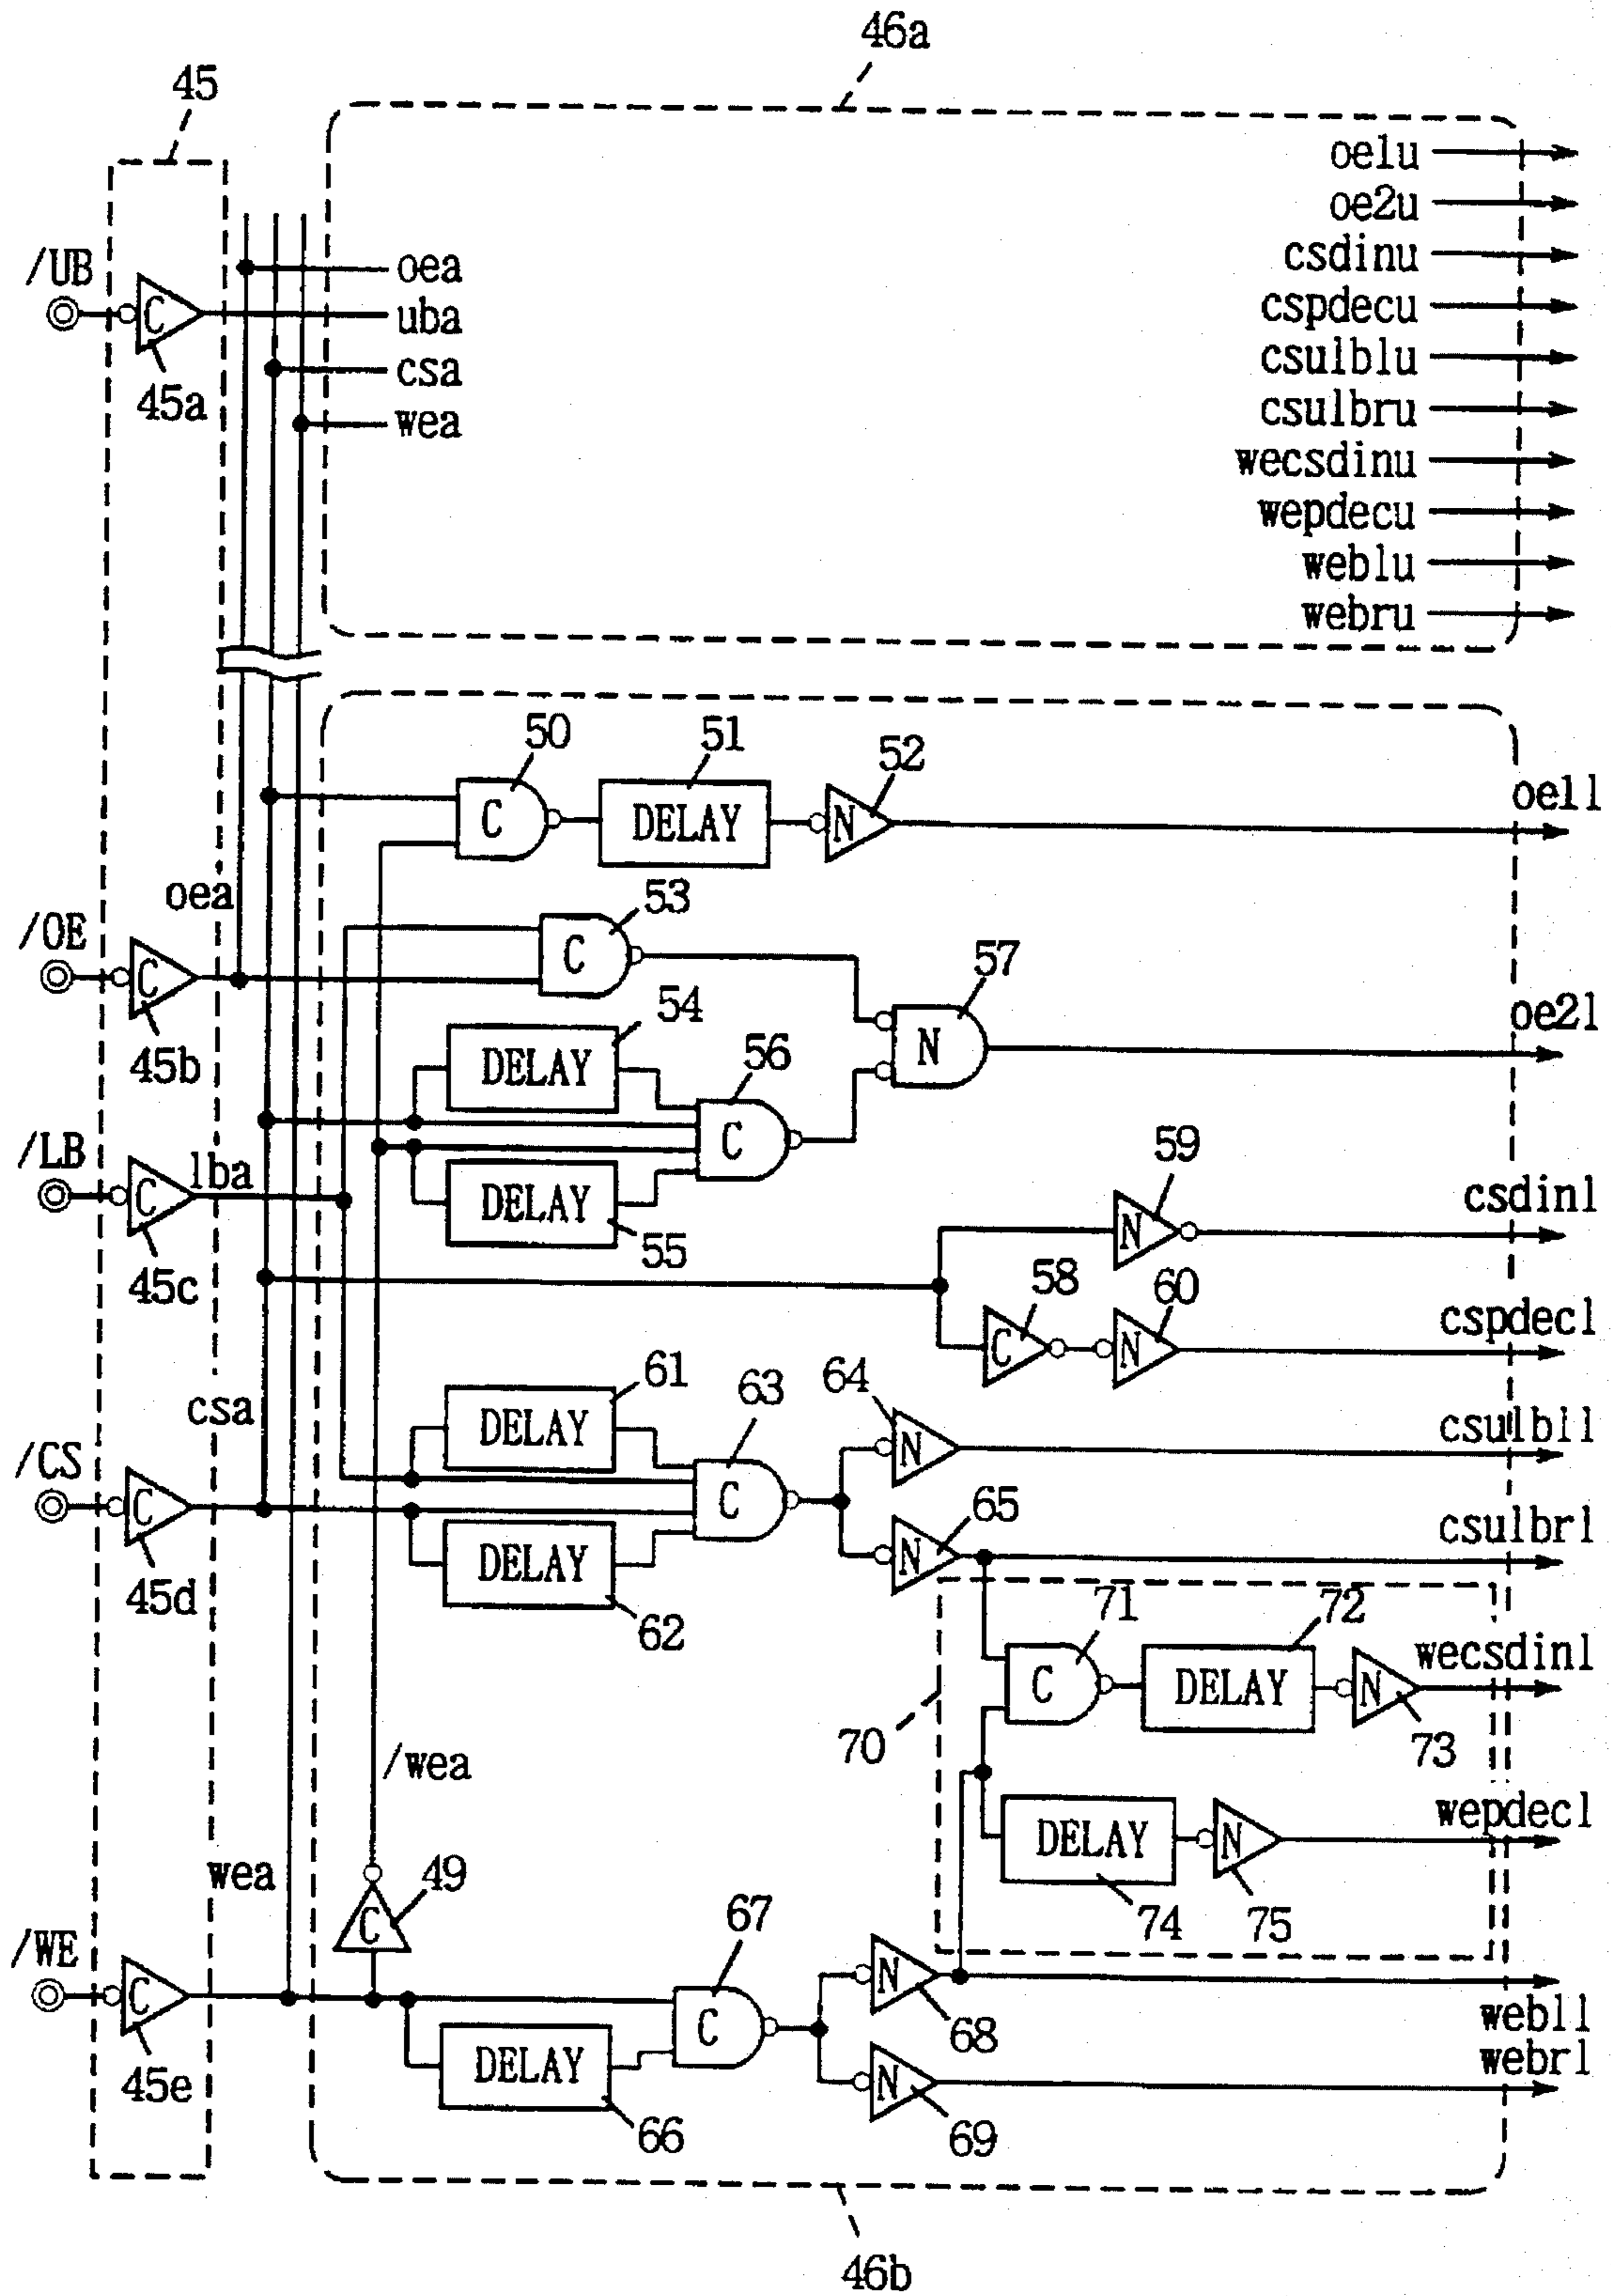 46a
45
oe1u
oe2u
csdinu
cspdecu
csulblu
csulbru
wecsdinu
wepdecu
weblu
webru
/UB
C
45a
oea
uba
csa
wea
50
51
52
C
DELAY
N
oe1l
oea
/OE
C
45b
53
C
57
N
oe2l
54
DELAY
56
C
/LB
C
lba
45c
DELAY
55
59
N
csdinl
58
C
60
N
cspdecl
61
DELAY
63
C
64
N
csulbll
csa
/CS
C
45d
65
N
csulbrl
DELAY
62
70
71
C
72
DELAY
N
73
wecsdinl
/wea
DELAY
74
N
75
wepdecl
wea
/WE
C
45e
49
C
67
C
N
68
webll
webrl
DELAY
66
N
69
46b